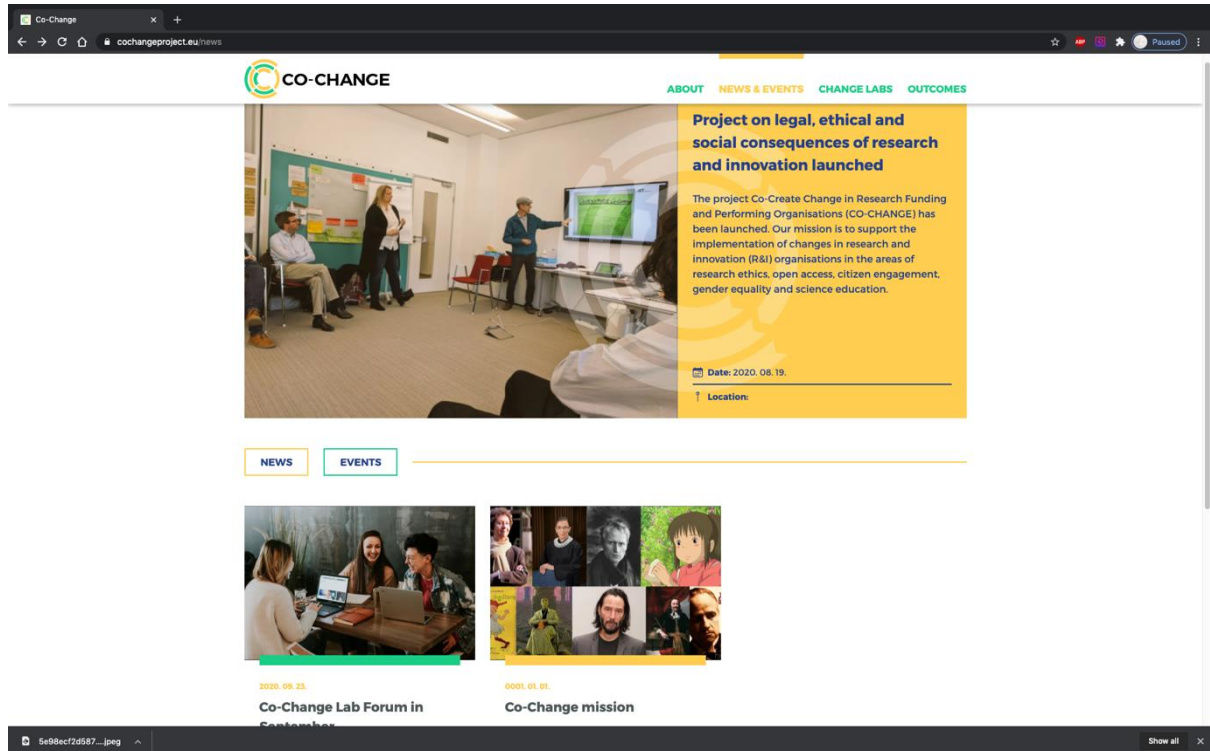 Co-Change
cochangeproject.eu/news
ABP
Paused
CO-CHANGE
ABOUT NEWS & EVENTS CHANGE LABS OUTCOMES
Project on legal, ethical and
social consequences of research
and innovation launched
The project Co-Create Change in Research Funding
and Performing Organisations (CO-CHANGE) has
been launched. Our mission is to support the
implementation of changes in research and
innovation (R&I) organisations in the areas of
research ethics, open access, citizen engagement,
gender equality and science education.
Date: 2020. 08. 19.
Location:
NEWS
EVENTS
2020. 09. 23.
Co-Change Lab Forum in
September
0001. 01. 01.
Co-Change mission
5e98ecf2d587....jpeg
Show all